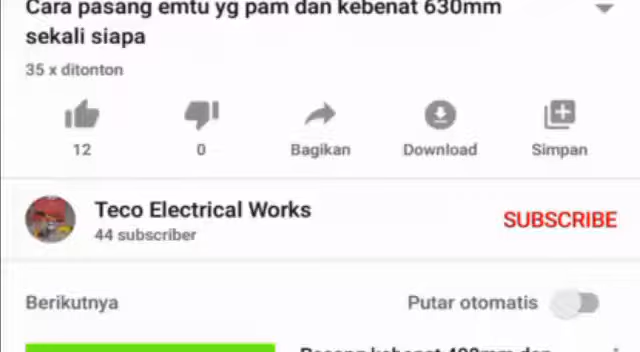 Cara pasang emtu yg pam dan kebenat 630mm
sekali siapa
35 x ditonton
12
0
Bagikan
Download
Simpan
Teco Electrical Works
44 subscriber
SUBSCRIBE
Berikutnya
Putar otomatis